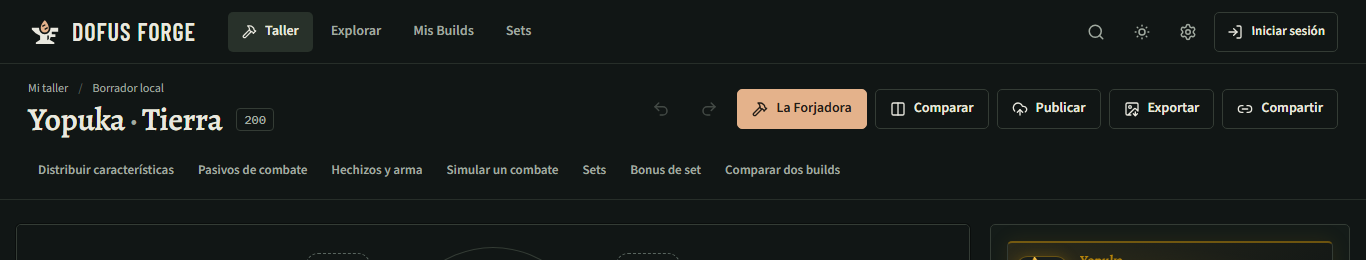 DOFUS FORGE Taller Explorar Mis Builds Sets Iniciar sesión
Mi taller / Borrador local
Yopuka · Tierra 200 La Forjadora Comparar Publicar Exportar Compartir
Distribuir características Pasivos de combate Hechizos y arma Simular un combate Sets Bonus de set Comparar dos builds
Yopuka